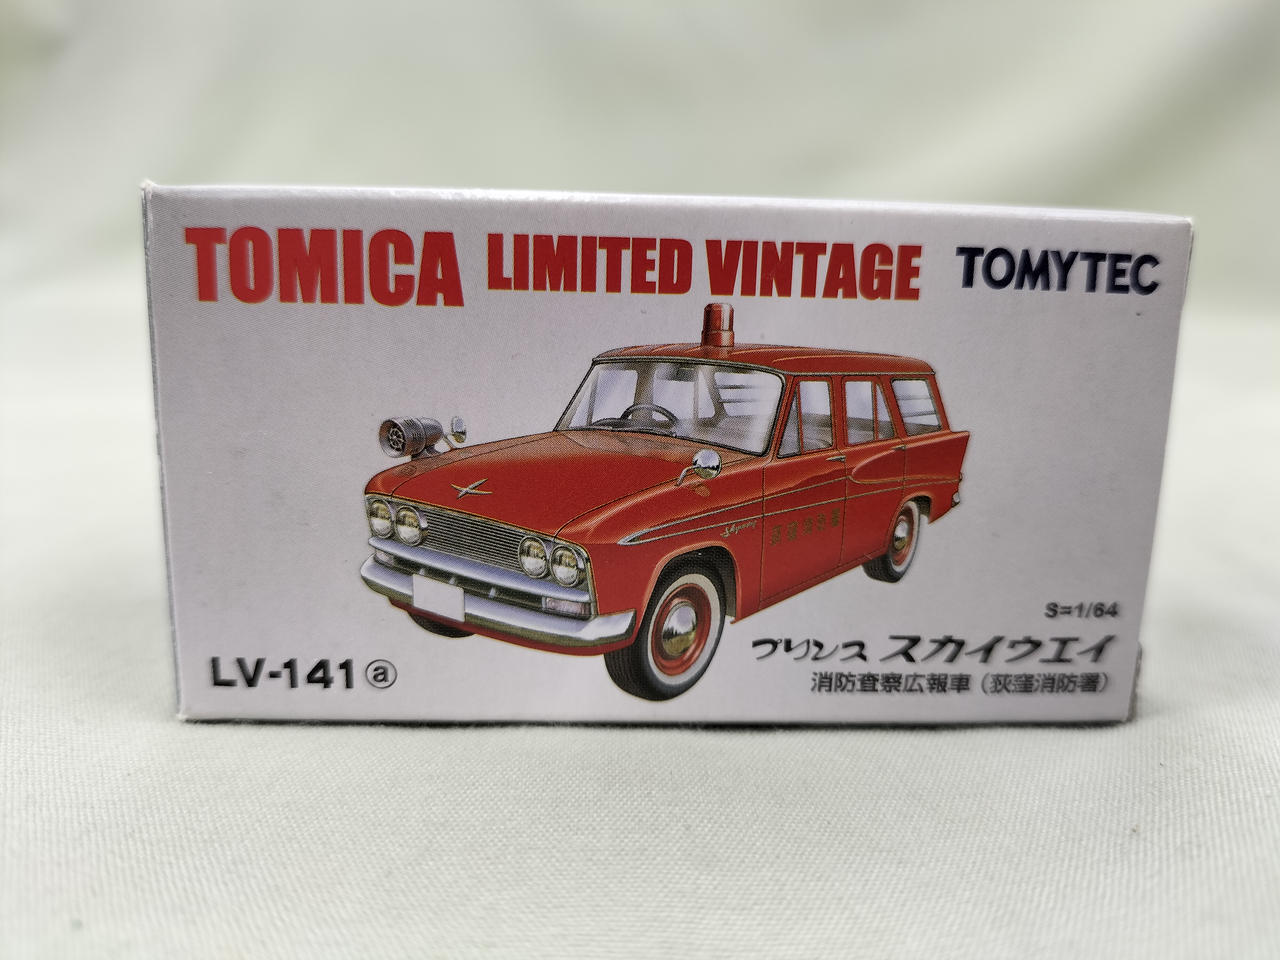 TOMICA LIMITED VINTAGE TOMYTEC
S=1/64
プリンス スカイウエイ
LV-141ⓐ
消防査察広報車(荻窪消防署)